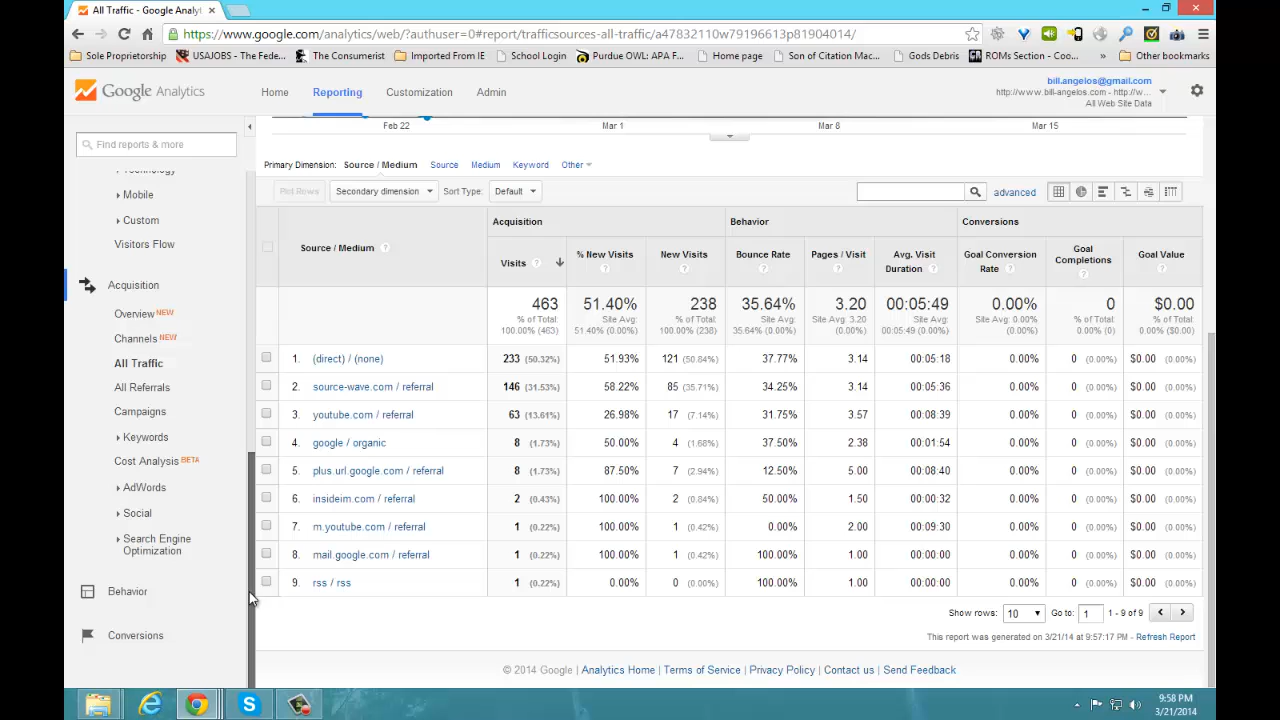 All Traffic - Google Analyt
https://www.google.com/analytics/web/?authuser=0#report/trafficsources-all-traffic/a47832110w79196613p81904014/
Sole Proprietorship USAJOBS - The Fede... The Consumerist Imported From IE School Login Purdue OWL: APA F... Home page Son of Citation Mac... Gods Debris ROMs Section - Coo... » Other bookmarks
Google Analytics Home Reporting Customization Admin
bill.angelos@gmail.com
http://www.bill-angelos.com - http://w...
All Web Site Data
Feb 22 Mar 1 Mar 8 Mar 15
Find reports & more
Primary Dimension: Source / Medium Source Medium Keyword Other
Plot Rows Secondary dimension Sort Type: Default advanced
Technology
Mobile
Custom
Visitors Flow
Acquisition
Overview NEW
Channels NEW
All Traffic
All Referrals
Campaigns
Keywords
Cost Analysis BETA
AdWords
Social
Search Engine
Optimization
Behavior
Conversions
Acquisition Behavior Conversions
Source / Medium ? Visits ? % New Visits ? New Visits ? Bounce Rate ? Pages / Visit ? Avg. Visit Duration ? Goal Conversion Rate ? Goal Completions ? Goal Value ?
463 51.40% 238 35.64% 3.20 00:05:49 0.00% 0 $0.00
% of Total: Site Avg: % of Total: Site Avg: Site Avg: 3.20 Site Avg: Site Avg: 0.00% % of Total: % of Total:
100.00% (463) 51.40% (0.00%) 100.00% (238) 35.64% (0.00%) (0.00%) 00:05:49 (0.00%) (0.00%) 0.00% (0) 0.00% ($0.00)
1. (direct) / (none) 233 (50.32%) 51.93% 121 (50.84%) 37.77% 3.14 00:05:18 0.00% 0 (0.00%) $0.00 (0.00%)
2. source-wave.com / referral 146 (31.53%) 58.22% 85 (35.71%) 34.25% 3.14 00:05:36 0.00% 0 (0.00%) $0.00 (0.00%)
3. youtube.com / referral 63 (13.61%) 26.98% 17 (7.14%) 31.75% 3.57 00:08:39 0.00% 0 (0.00%) $0.00 (0.00%)
4. google / organic 8 (1.73%) 50.00% 4 (1.68%) 37.50% 2.38 00:01:54 0.00% 0 (0.00%) $0.00 (0.00%)
5. plus.url.google.com / referral 8 (1.73%) 87.50% 7 (2.94%) 12.50% 5.00 00:08:40 0.00% 0 (0.00%) $0.00 (0.00%)
6. insideim.com / referral 2 (0.43%) 100.00% 2 (0.84%) 50.00% 1.50 00:00:32 0.00% 0 (0.00%) $0.00 (0.00%)
7. m.youtube.com / referral 1 (0.22%) 100.00% 1 (0.42%) 0.00% 2.00 00:09:30 0.00% 0 (0.00%) $0.00 (0.00%)
8. mail.google.com / referral 1 (0.22%) 100.00% 1 (0.42%) 100.00% 1.00 00:00:00 0.00% 0 (0.00%) $0.00 (0.00%)
9. rss / rss 1 (0.22%) 0.00% 0 (0.00%) 100.00% 1.00 00:00:00 0.00% 0 (0.00%) $0.00 (0.00%)
Show rows: 10 Go to: 1 1 - 9 of 9
This report was generated on 3/21/14 at 9:57:17 PM - Refresh Report
© 2014 Google | Analytics Home | Terms of Service | Privacy Policy | Contact us | Send Feedback
9:58 PM
3/21/2014